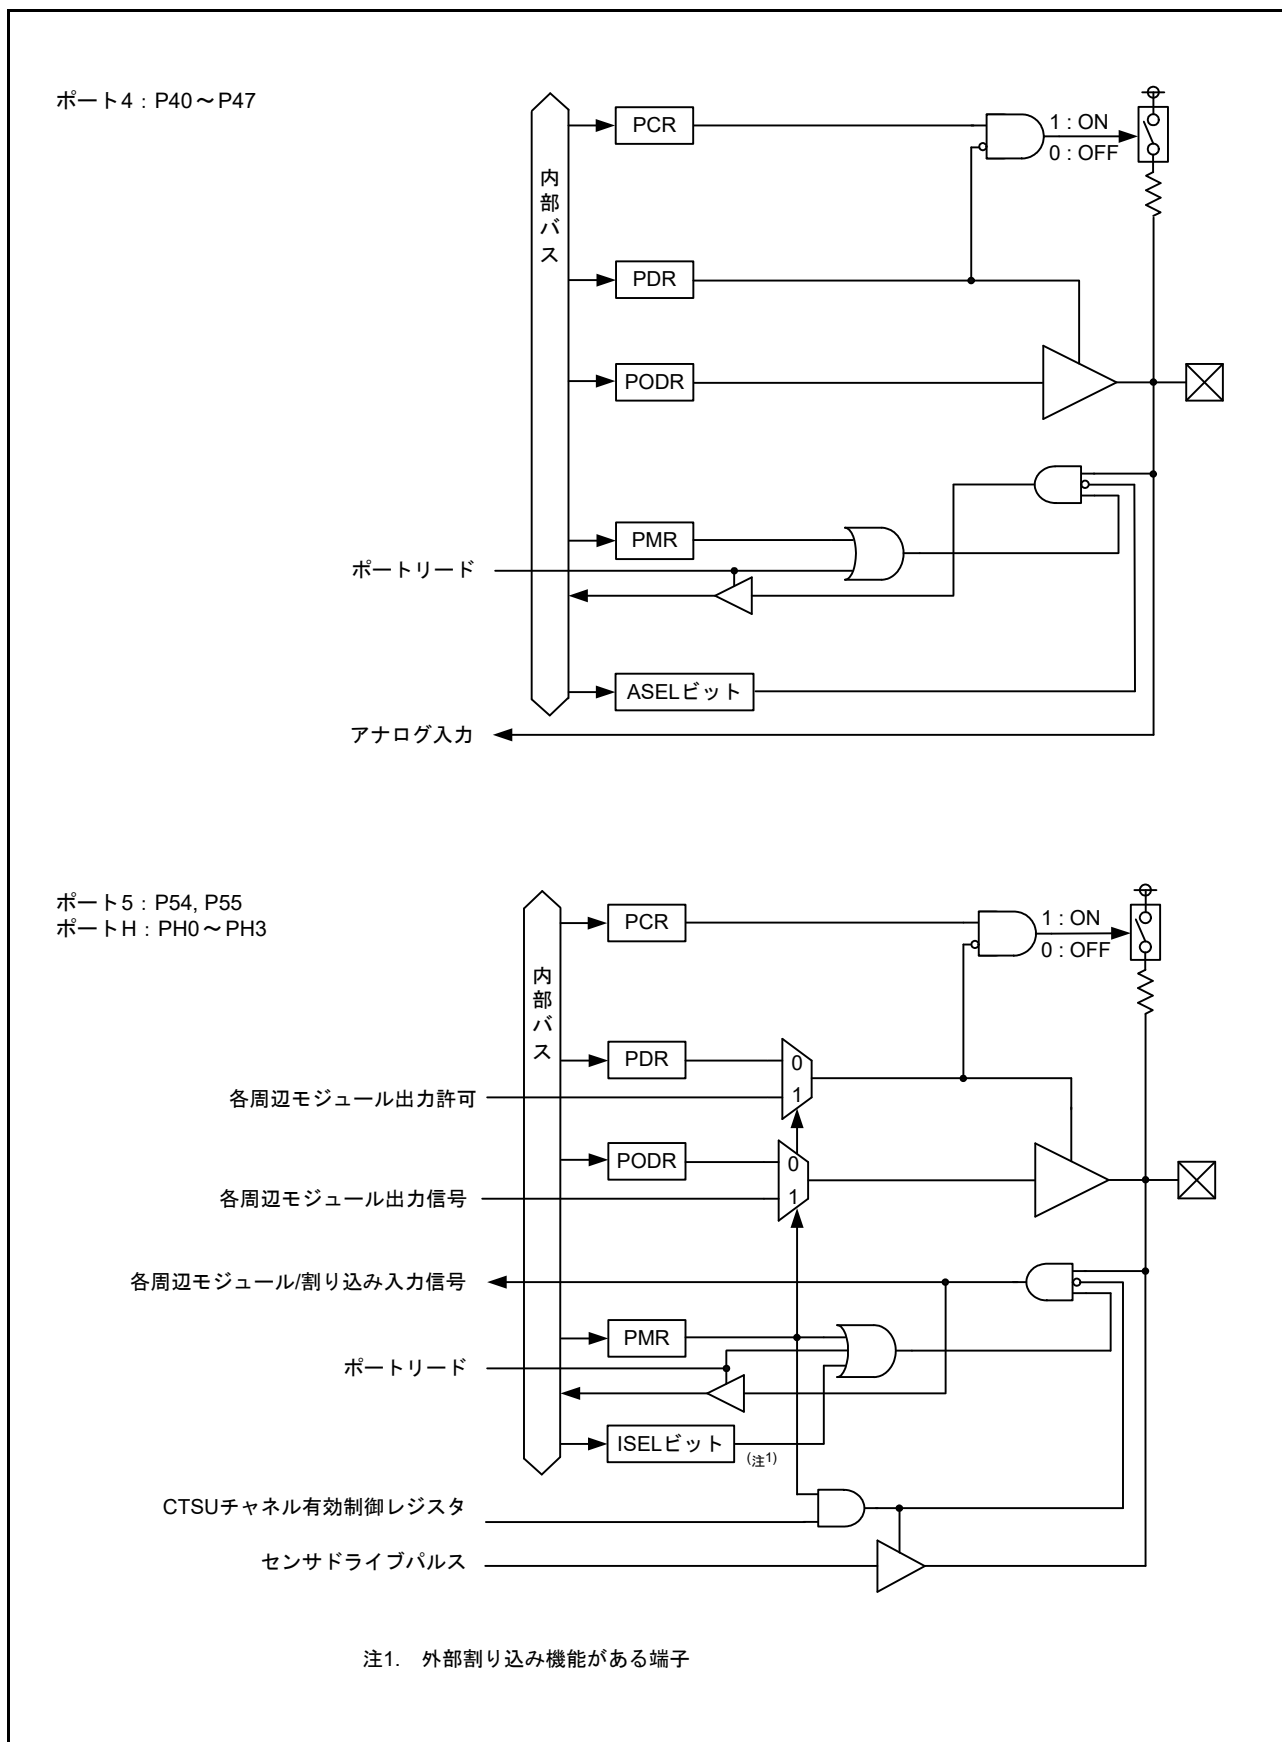 ポート4：P40～P47
PCR
1 : ON
0 : OFF
内部バス
PDR
PODR
PMR
ポートリード
ASELビット
アナログ入力
ポート5：P54, P55
ポートH：PH0～PH3
PCR
1 : ON
0 : OFF
内部バス
PDR
0
1
各周辺モジュール出力許可
PODR
0
1
各周辺モジュール出力信号
各周辺モジュール/割り込み入力信号
PMR
ポートリード
ISELビット
(注1)
CTSUチャネル有効制御レジスタ
センサドライブパルス
注1. 外部割り込み機能がある端子